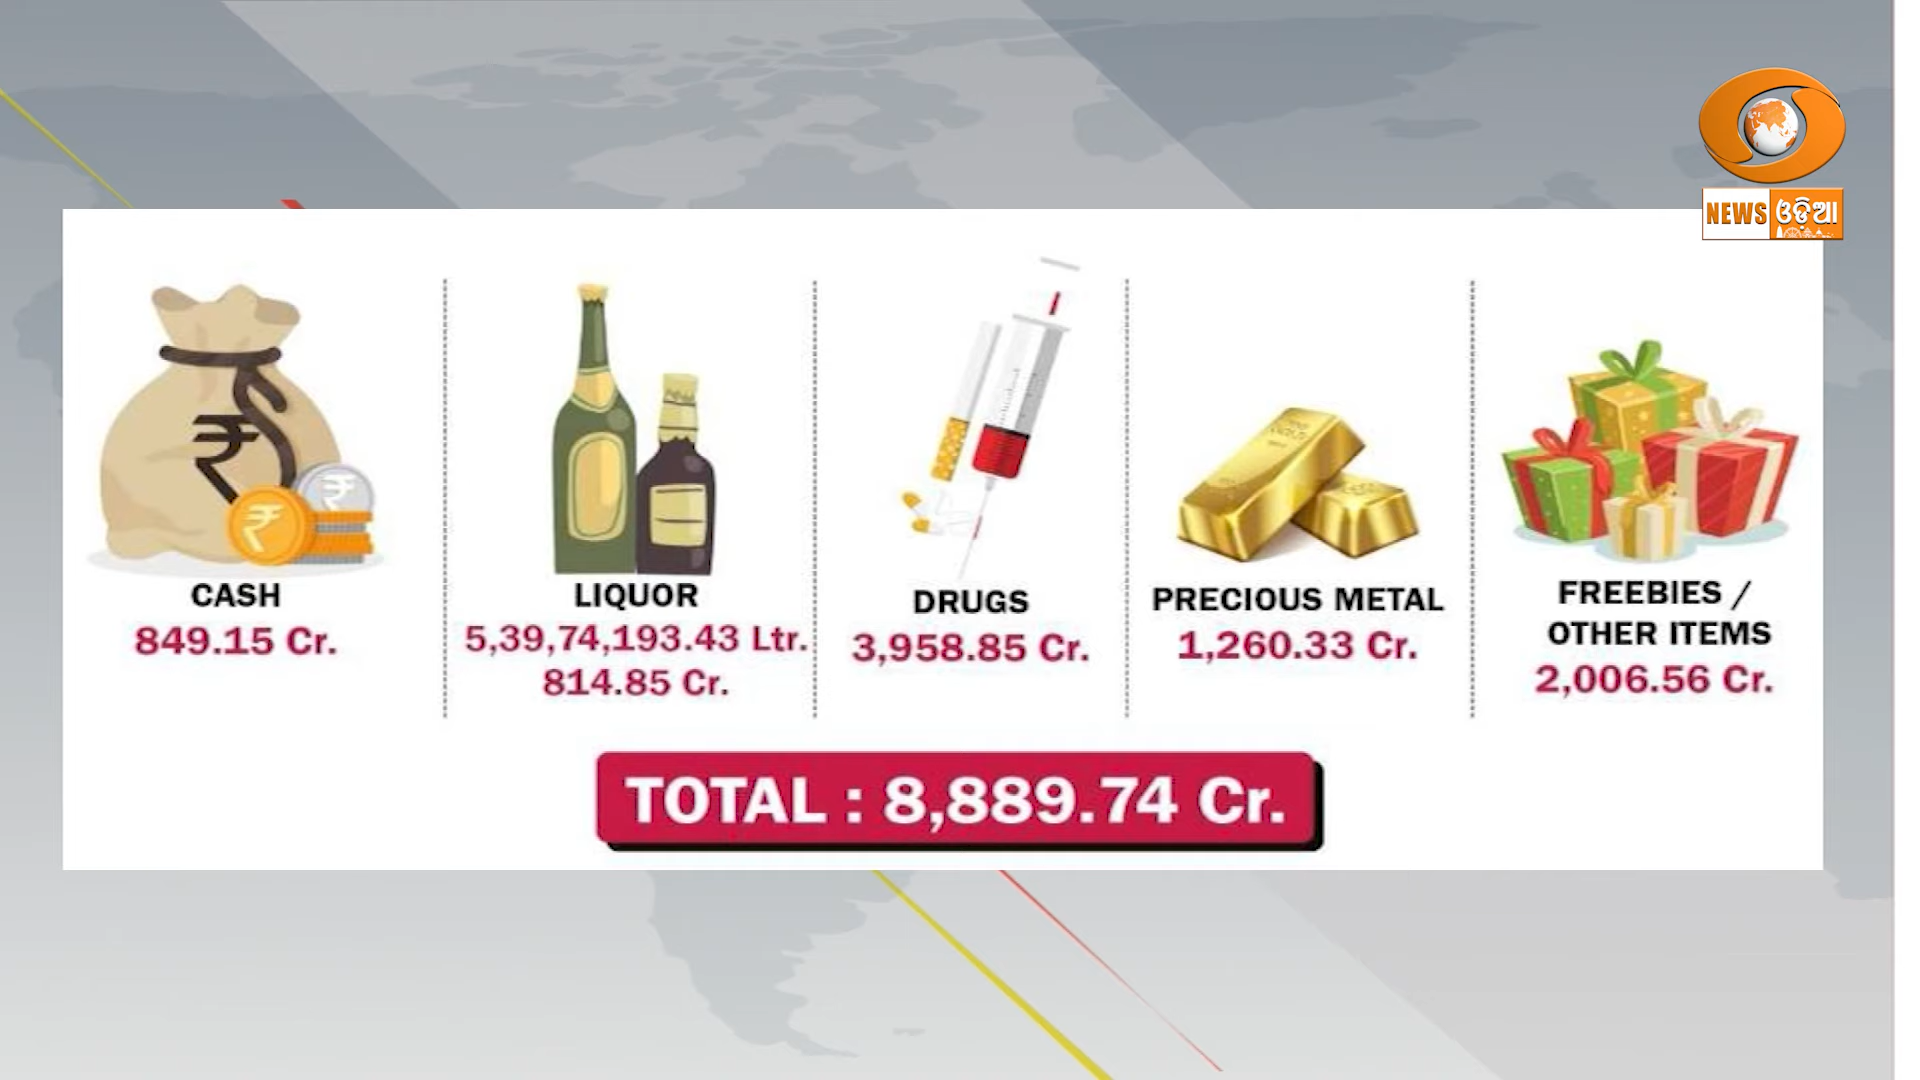 NEWS ଓଡ଼ିଆ
CASH
849.15 Cr.
LIQUOR
5,39,74,193.43 Ltr.
814.85 Cr.
DRUGS
3,958.85 Cr.
PRECIOUS METAL
1,260.33 Cr.
FREEBIES /
OTHER ITEMS
2,006.56 Cr.
TOTAL : 8,889.74 Cr.